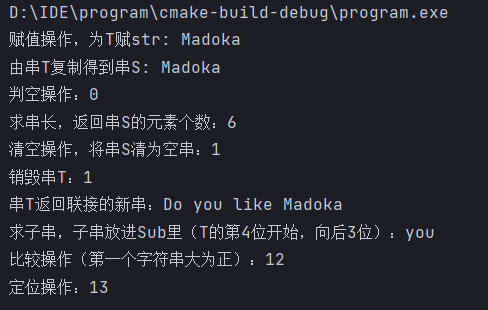 D:\IDE\program\cmake-build-debug\program.exe
赋值操作，为T赋str: Madoka
由串T复制得到串S: Madoka
判空操作：0
求串长，返回串S的元素个数：6
清空操作，将串S清为空串：1
销毁串T：1
串T返回联接的新串：Do you like Madoka
求子串，子串放进Sub里（T的第4位开始，向后3位）：you
比较操作（第一个字符串大为正）：12
定位操作：13